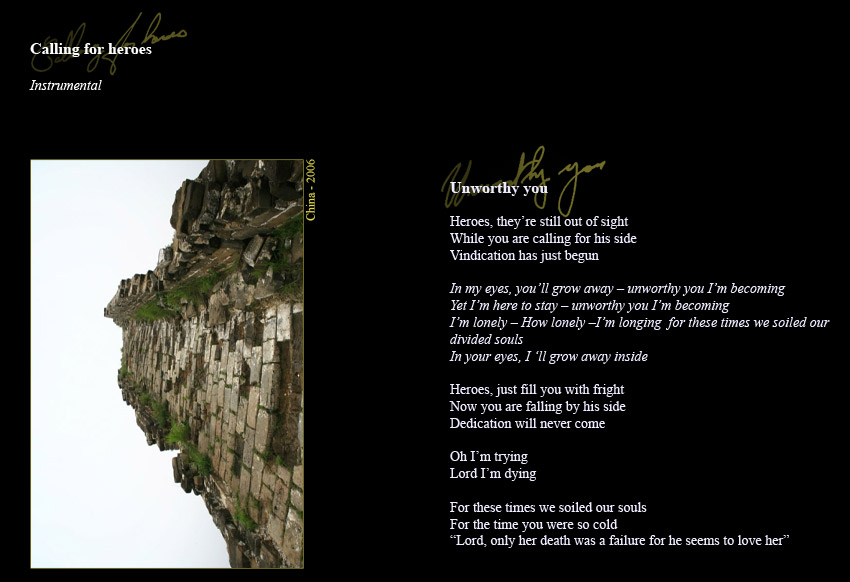 Calling for heroes
Calling for heroes
Instrumental
China - 2006
Unworthy you
Unworthy you
Heroes, they’re still out of sight
While you are calling for his side
Vindication has just begun
In my eyes, you’ll grow away – unworthy you I’m becoming
Yet I’m here to stay – unworthy you I’m becoming
I’m lonely – How lonely –I’m longing  for these times we soiled our
divided souls
In your eyes, I ‘ll grow away inside
Heroes, just fill you with fright
Now you are falling by his side
Dedication will never come
Oh I’m trying
Lord I’m dying
For these times we soiled our souls
For the time you were so cold
“Lord, only her death was a failure for he seems to love her”